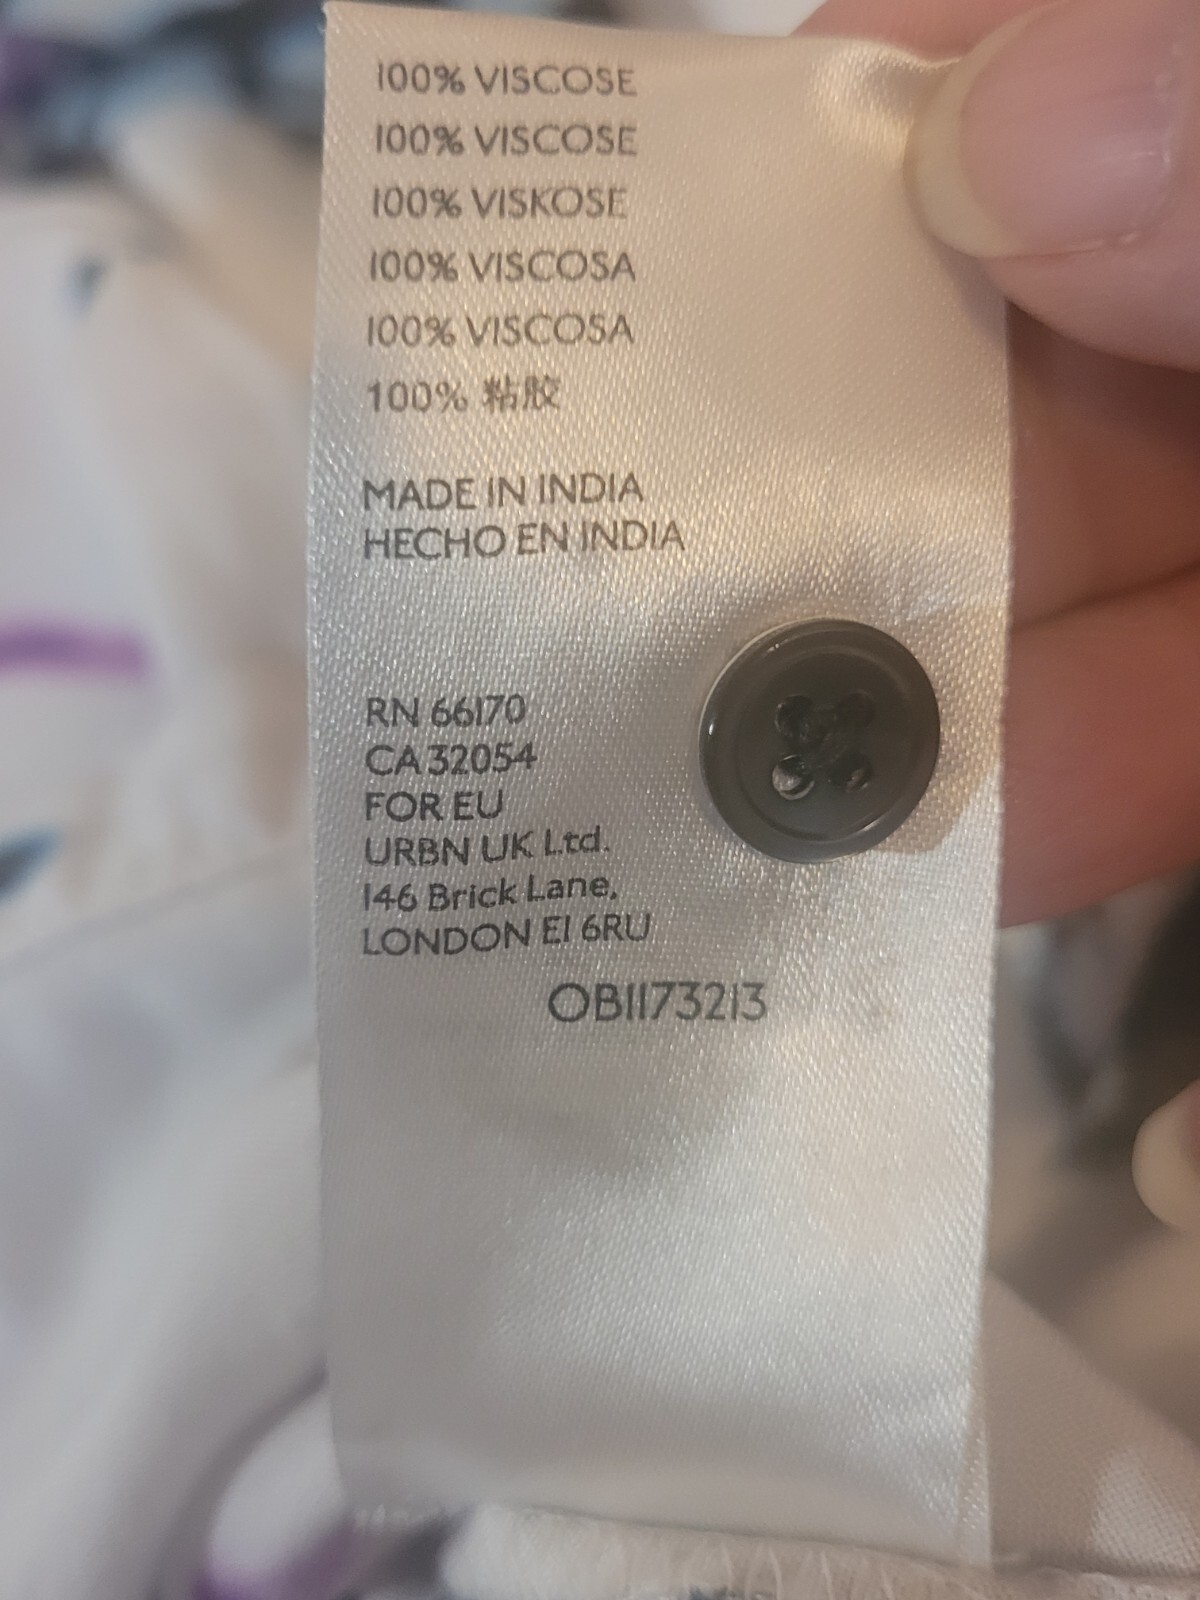 100% VISCOSE
100% VISCOSE
100% VISKOSE
100% VISCOSA
100% VISCOSA
100% 粘胶
MADE IN INDIA
HECHO EN INDIA
RN 66170
CA 32054
FOR EU
URBN UK Ltd.
146 Brick Lane,
LONDON E1 6RU
OB1173213